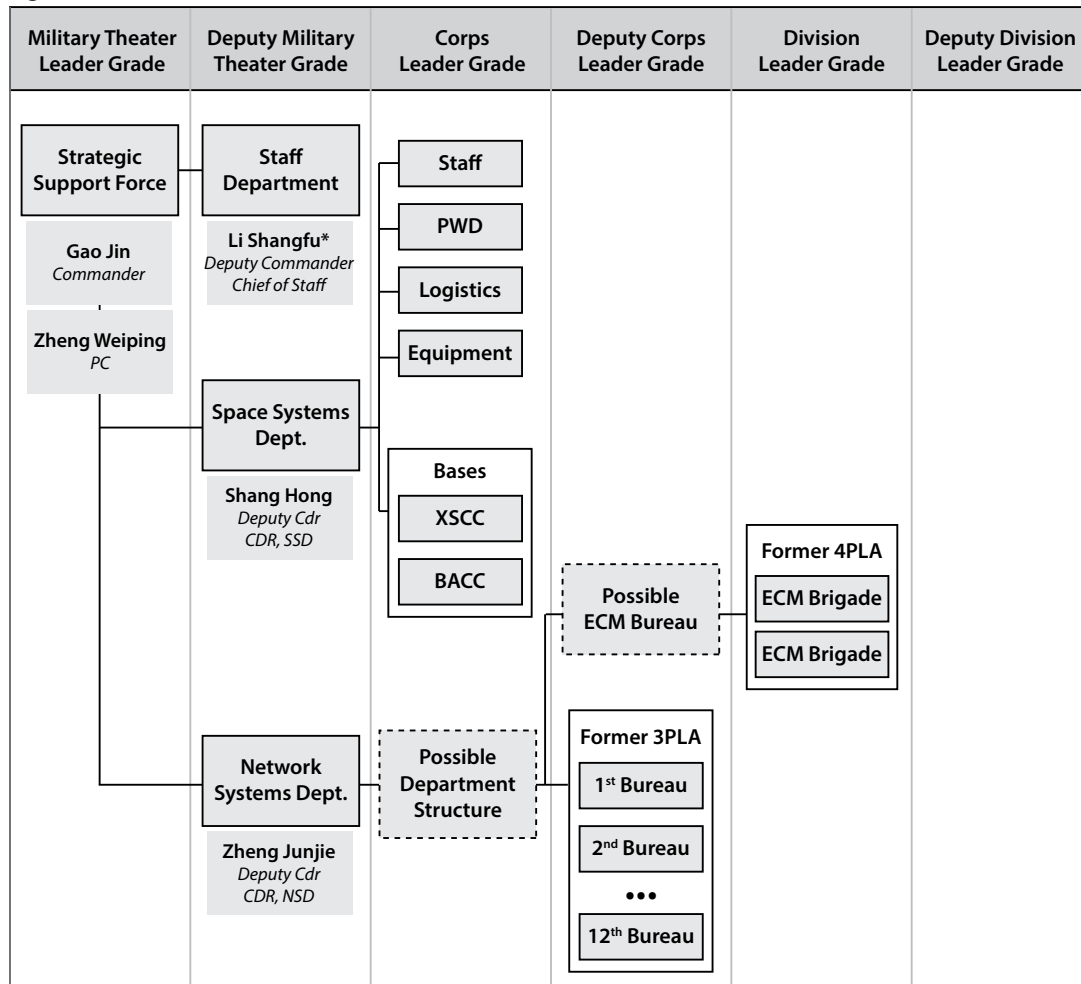 Military Theater
Leader Grade
Deputy Military
Theater Grade
Corps
Leader Grade
Deputy Corps
Leader Grade
Division
Leader Grade
Deputy Division
Leader Grade
Strategic
Support Force
Gao Jin
Commander
Zheng Weiping
PC
Staff
Department
Li Shangfu*
Deputy Commander
Chief of Staff
Space Systems
Dept.
Shang Hong
Deputy Cdr
CDR, SSD
Network
Systems Dept.
Zheng Junjie
Deputy Cdr
CDR, NSD
Staff
PWD
Logistics
Equipment
Bases
XSCC
BACC
Possible
Department
Structure
Possible
ECM Bureau
Former 3PLA
1st Bureau
2nd Bureau
•••
12th Bureau
Former 4PLA
ECM Brigade
ECM Brigade